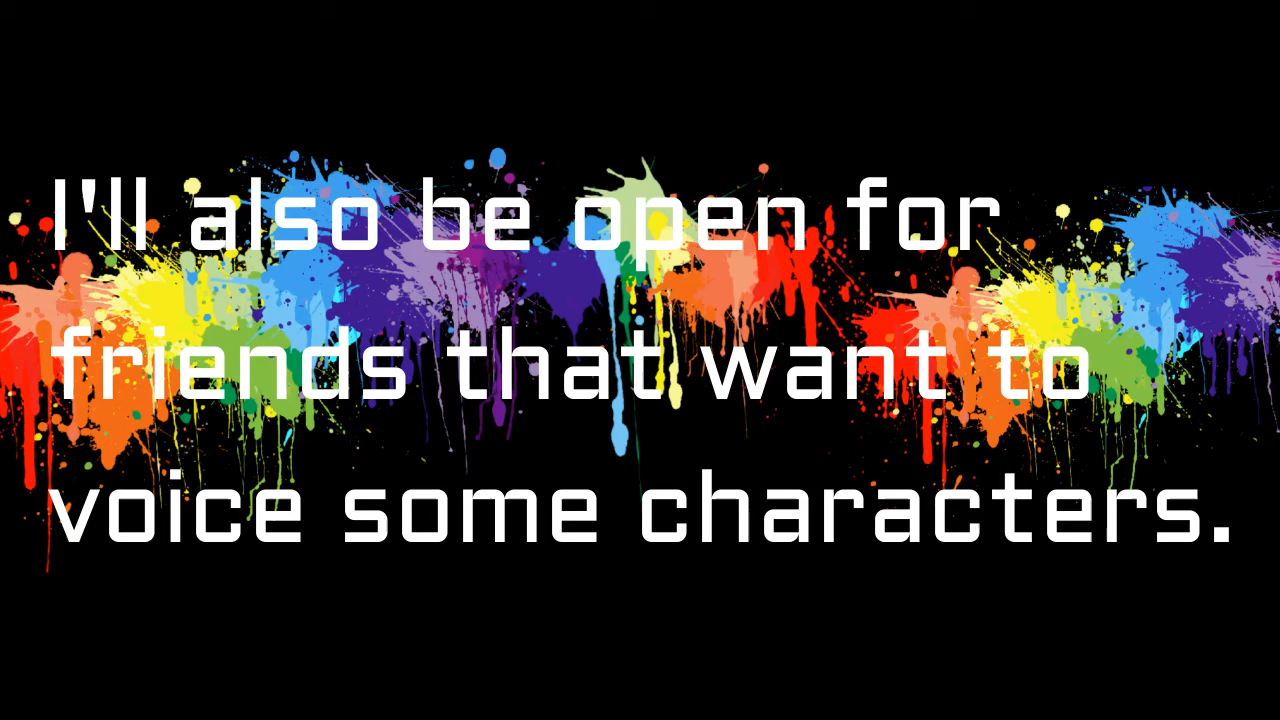 I'll also be open for
friends that want to
voice some characters.